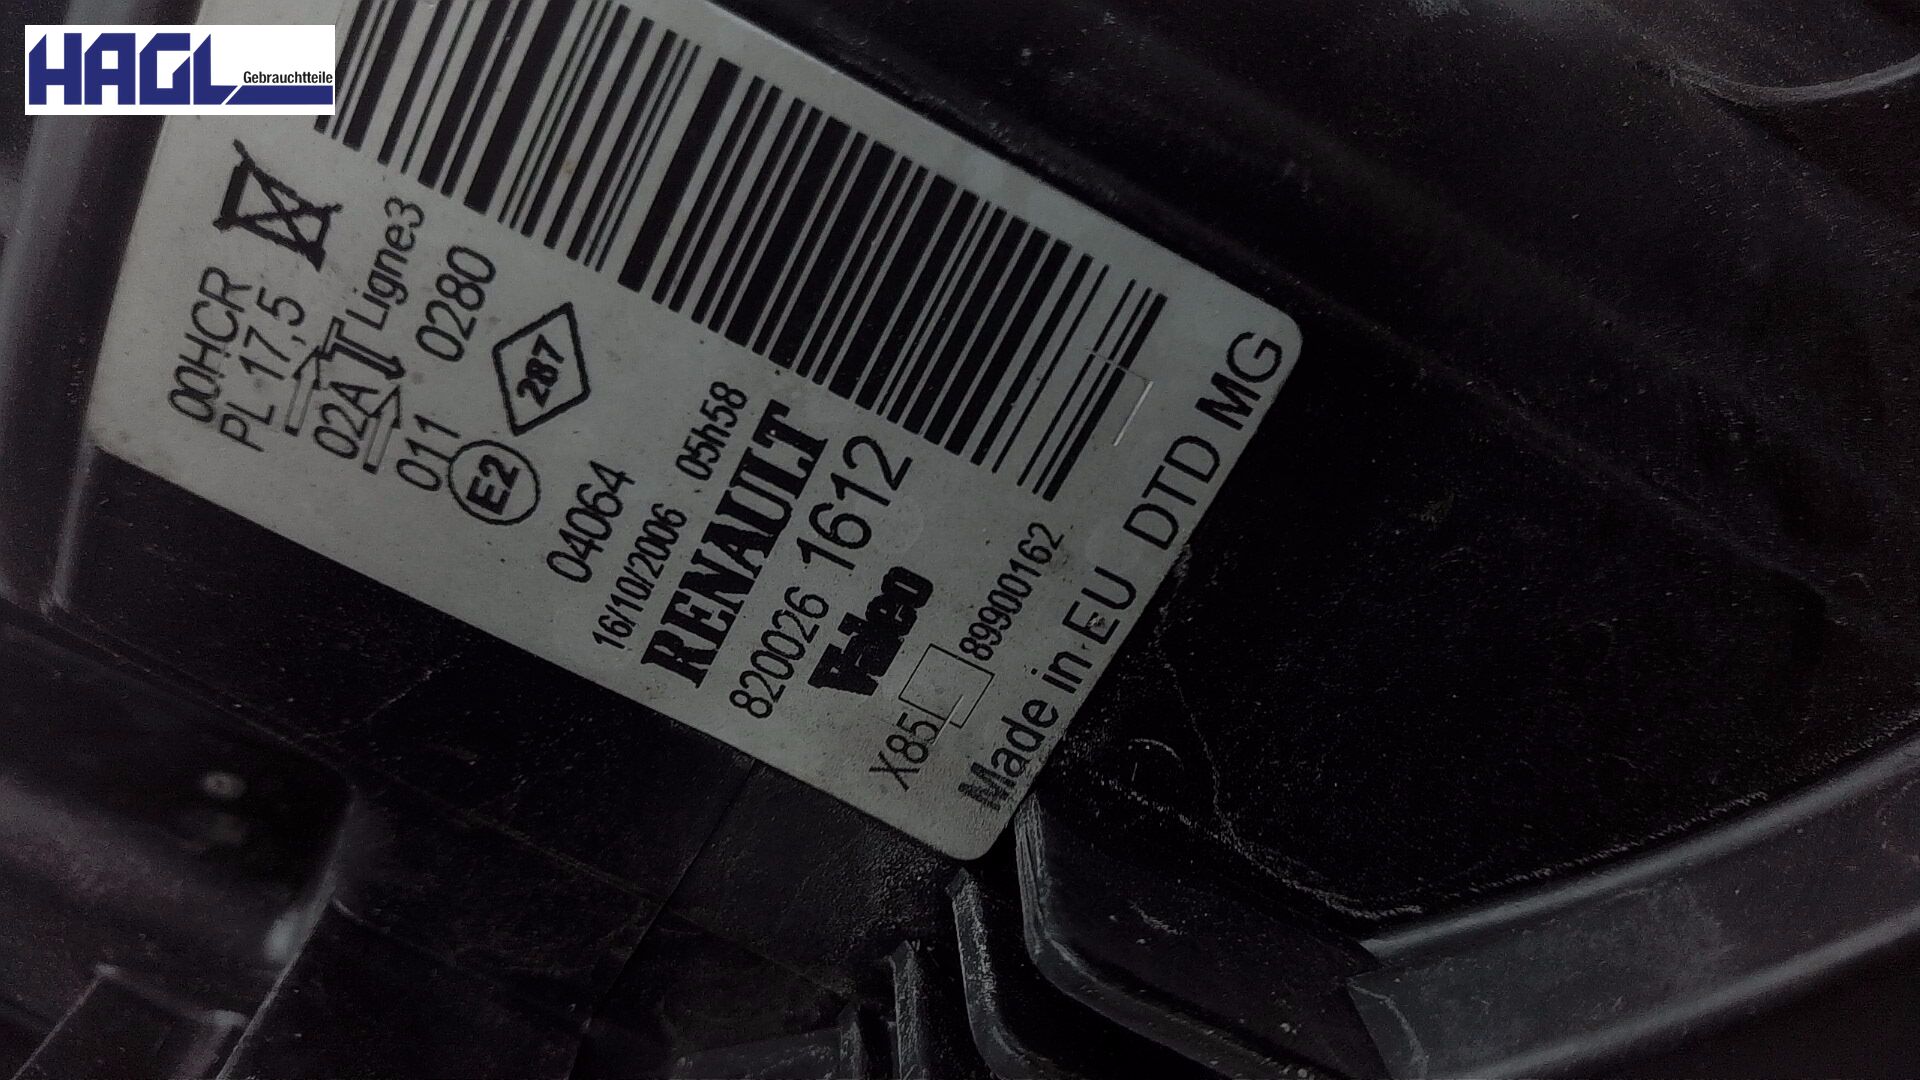 HAGL
Gebrauchtteile
00HCR
PL 17,5
02A Ligne3
011 0280
E2 287
04064
16/10/2006 05h58
RENAULT
820026 1612
Valeo
X85 89900162
Made in EU DTD MG